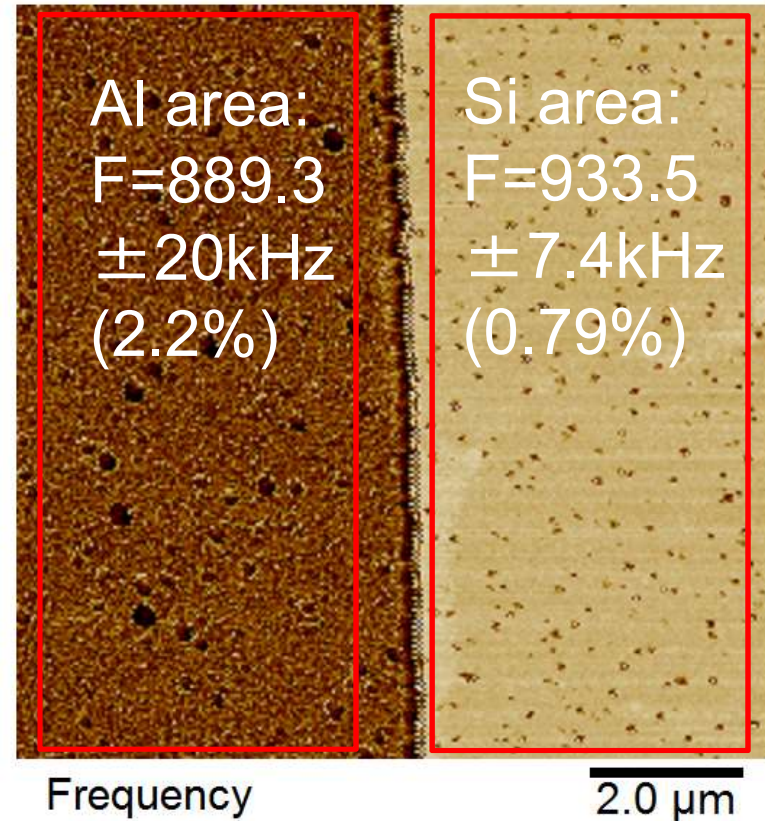 Al area:
F=889.3
±20kHz
(2.2%)
Si area:
F=933.5
±7.4kHz
(0.79%)
Frequency
2.0 µm